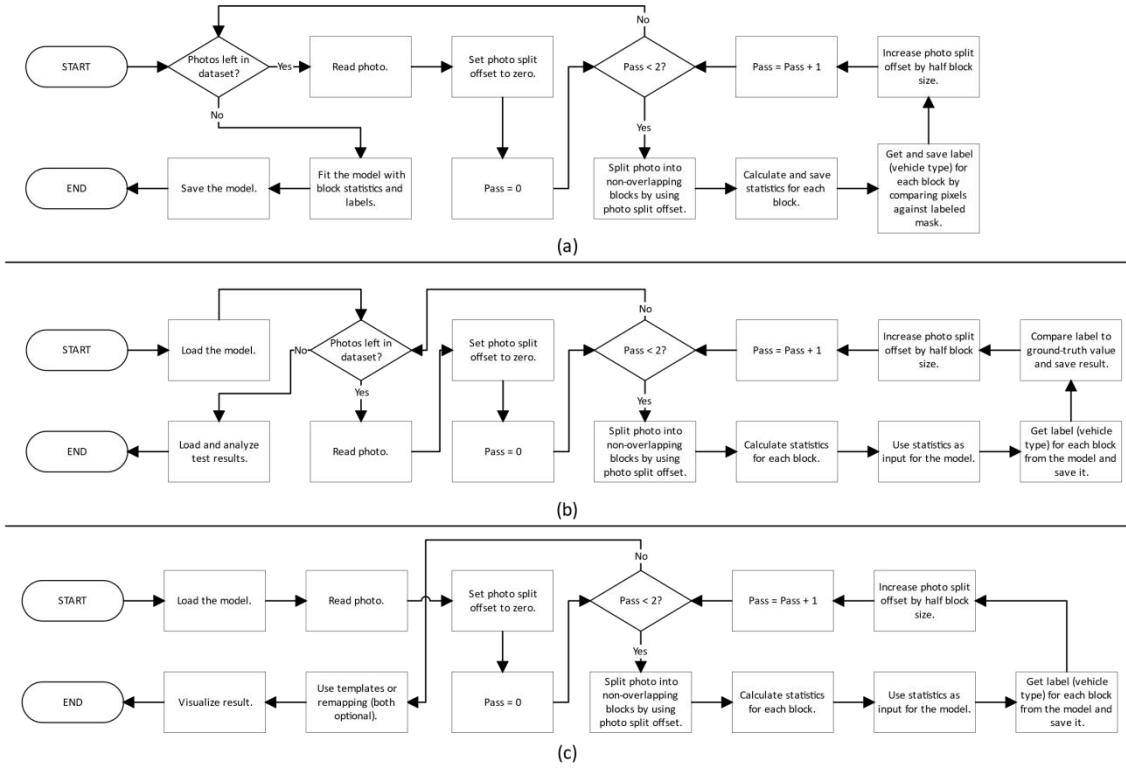 No
START
Photos left in
dataset?
Yes
Read photo.
Set photo split
offset to zero.
Pass < 2?
Pass = Pass + 1
Increase photo split
offset by half block
size.
No
Yes
END
Save the model.
Fit the model with
block statistics and
labels.
Pass = 0
Split photo into
non-overlapping
blocks by using
photo split offset.
Calculate and save
statistics for each
block.
Get and save label
(vehicle type) for
each block by
comparing pixels
against labeled
mask.
(a)
No
START
Load the model.
No
Photos left in
dataset?
Set photo split
offset to zero.
Pass < 2?
Pass = Pass + 1
Increase photo split
offset by half block
size.
Compare label to
ground-truth value
and save result.
Yes
Yes
END
Load and analyze
test results.
Read photo.
Pass = 0
Split photo into
non-overlapping
blocks by using
photo split offset.
Calculate statistics
for each block.
Use statistics as
input for the model.
Get label (vehicle
type) for each block
from the model and
save it.
(b)
No
START
Load the model.
Read photo.
Set photo split
offset to zero.
Pass < 2?
Pass = Pass + 1
Increase photo split
offset by half block
size.
Yes
END
Visualize result.
Use templates or
remapping (both
optional).
Pass = 0
Split photo into
non-overlapping
blocks by using
photo split offset.
Calculate statistics
for each block.
Use statistics as
input for the model.
Get label (vehicle
type) for each block
from the model and
save it.
(c)